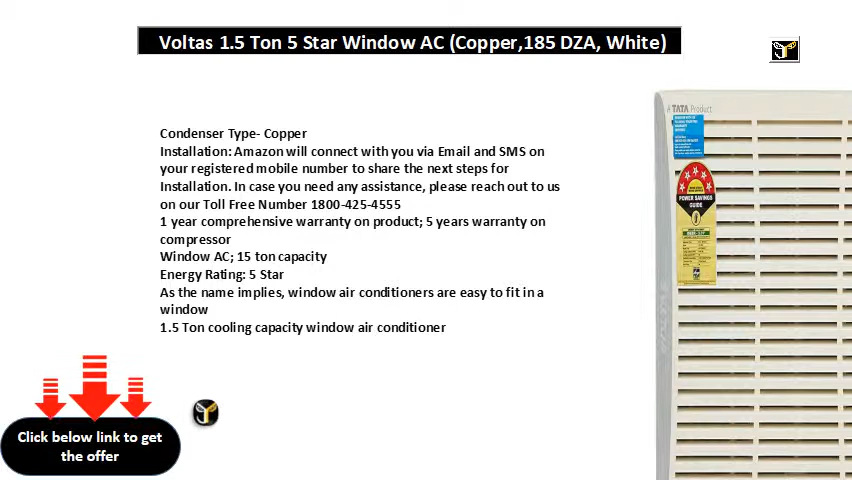 Voltas 1.5 Ton 5 Star Window AC (Copper,185 DZA, White)
A TATA Product
Condenser Type- Copper
Installation: Amazon will connect with you via Email and SMS on
your registered mobile number to share the next steps for
Installation. In case you need any assistance, please reach out to us
on our Toll Free Number 1800-425-4555
1 year comprehensive warranty on product; 5 years warranty on
compressor
Window AC; 15 ton capacity
Energy Rating: 5 Star
As the name implies, window air conditioners are easy to fit in a
window
1.5 Ton cooling capacity window air conditioner
POWER SAVINGS
GUIDE
Click below link to get
the offer